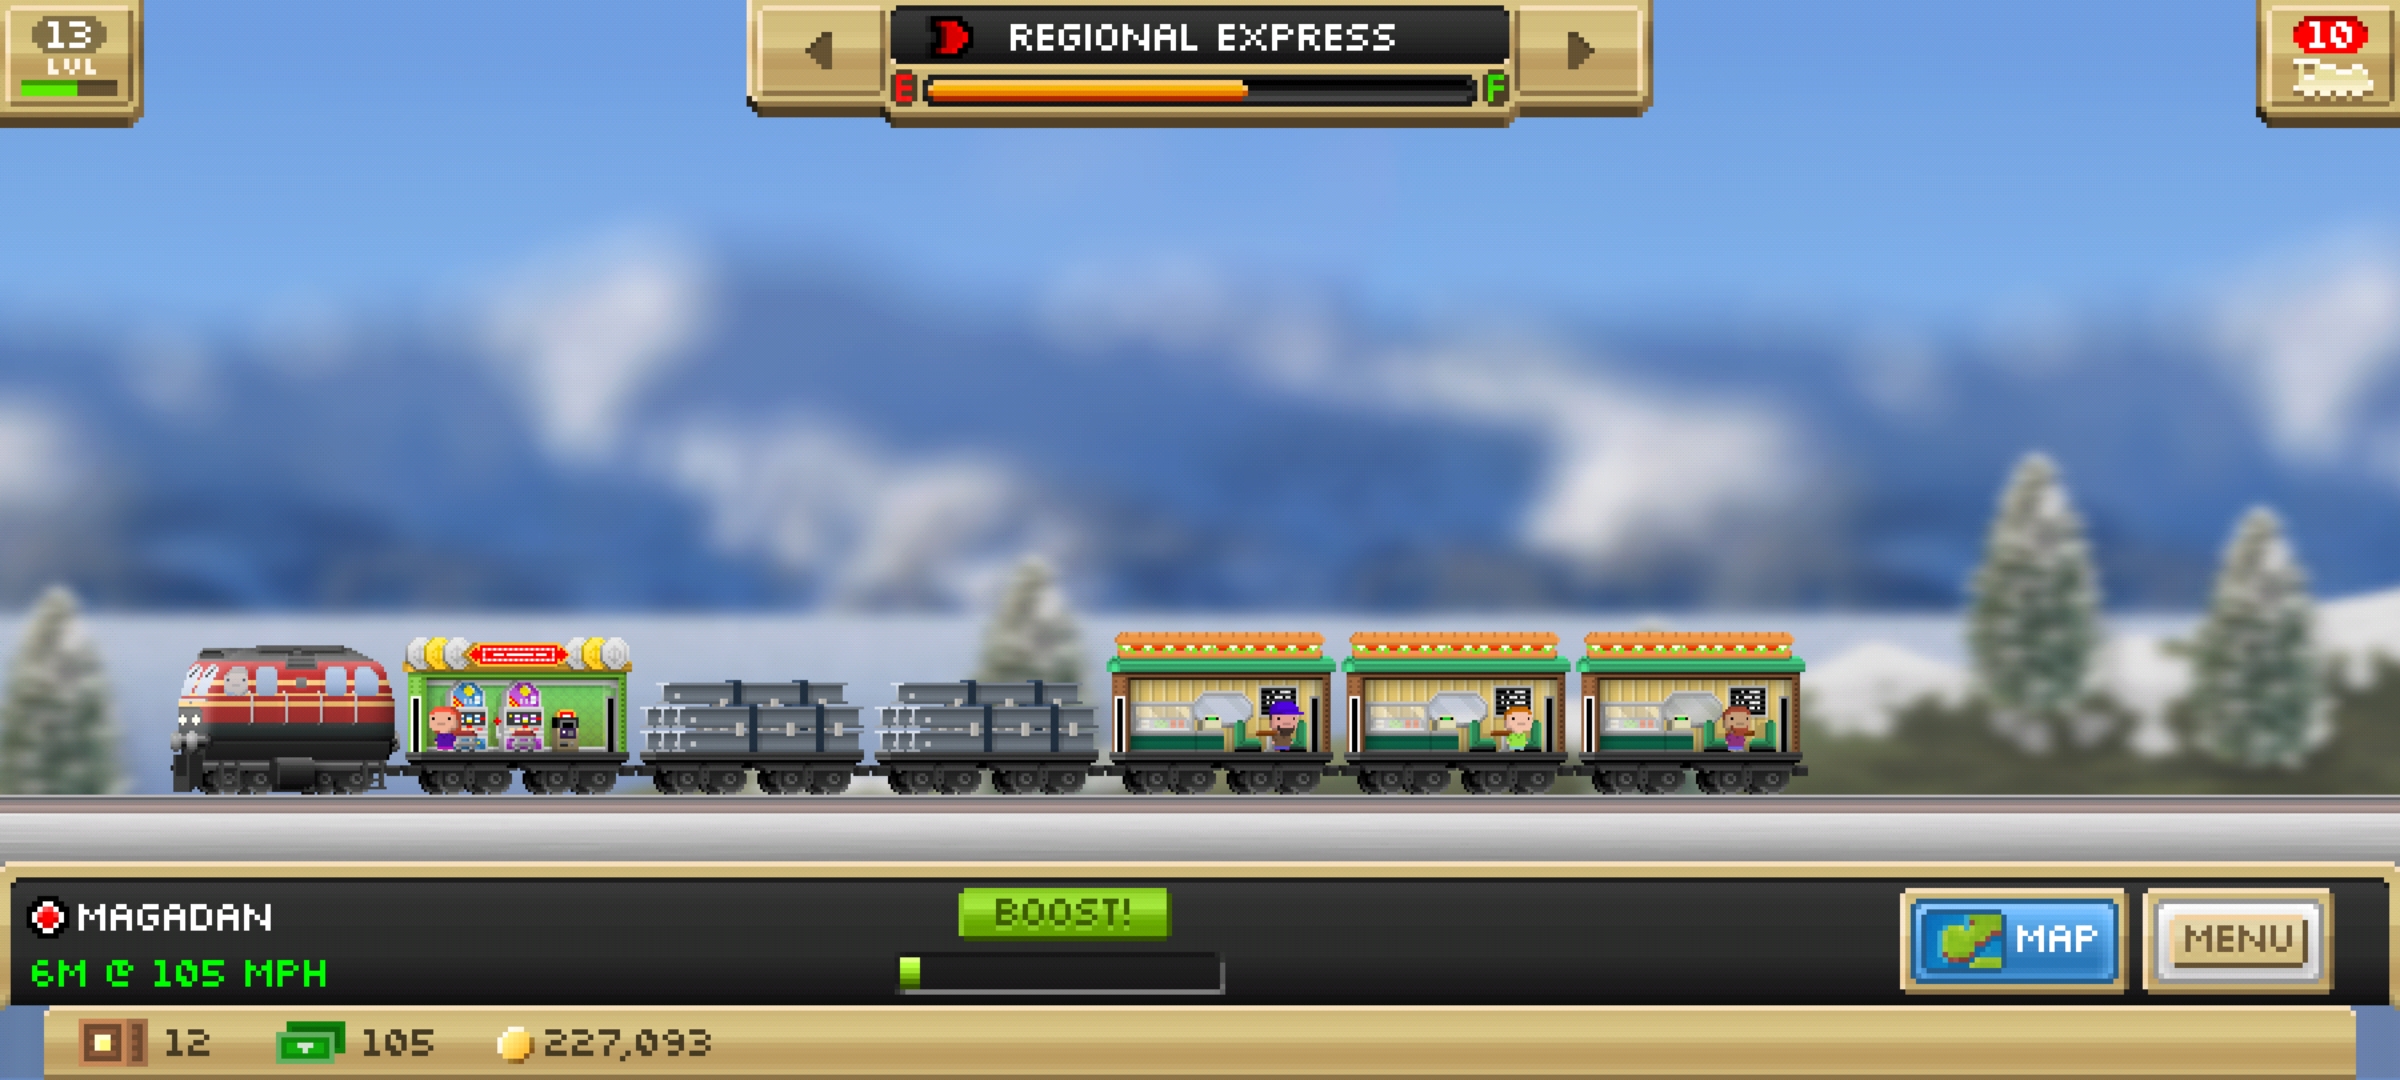 13
LVL
REGIONAL EXPRESS
E
F
10
MAGADAN
6M @ 105 MPH
BOOST!
MAP
MENU
12
105
227,093